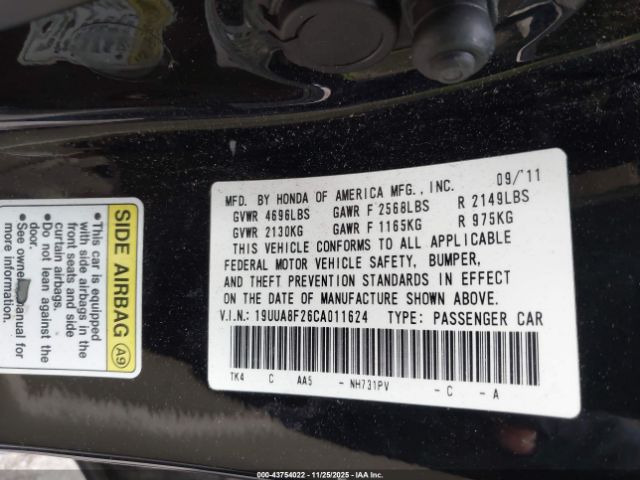 MFD. BY HONDA OF AMERICA MFG., INC. 09/'11
GVWR 4696LBS GAWR F 2568LBS R 2149LBS
GVWR 2130KG GAWR F 1165KG R 975KG
THIS VEHICLE CONFORMS TO ALL APPLICABLE
FEDERAL MOTOR VEHICLE SAFETY, BUMPER,
AND THEFT PREVENTION STANDARDS IN EFFECT
ON THE DATE OF MANUFACTURE SHOWN ABOVE.
V.I.N.: 19UUA8F26CA011624 TYPE: PASSENGER CAR
TK4 C AA5 - NH731PV - C - A
SIDE AIRBAG A9
• This car is equipped
with side airbags in the
front seats and side
curtain airbags.
• Do not lean against the
door.
• See owner manual for
more information.
© IAAI - 000-43754022 - 11/25/2025 - IAA Inc.